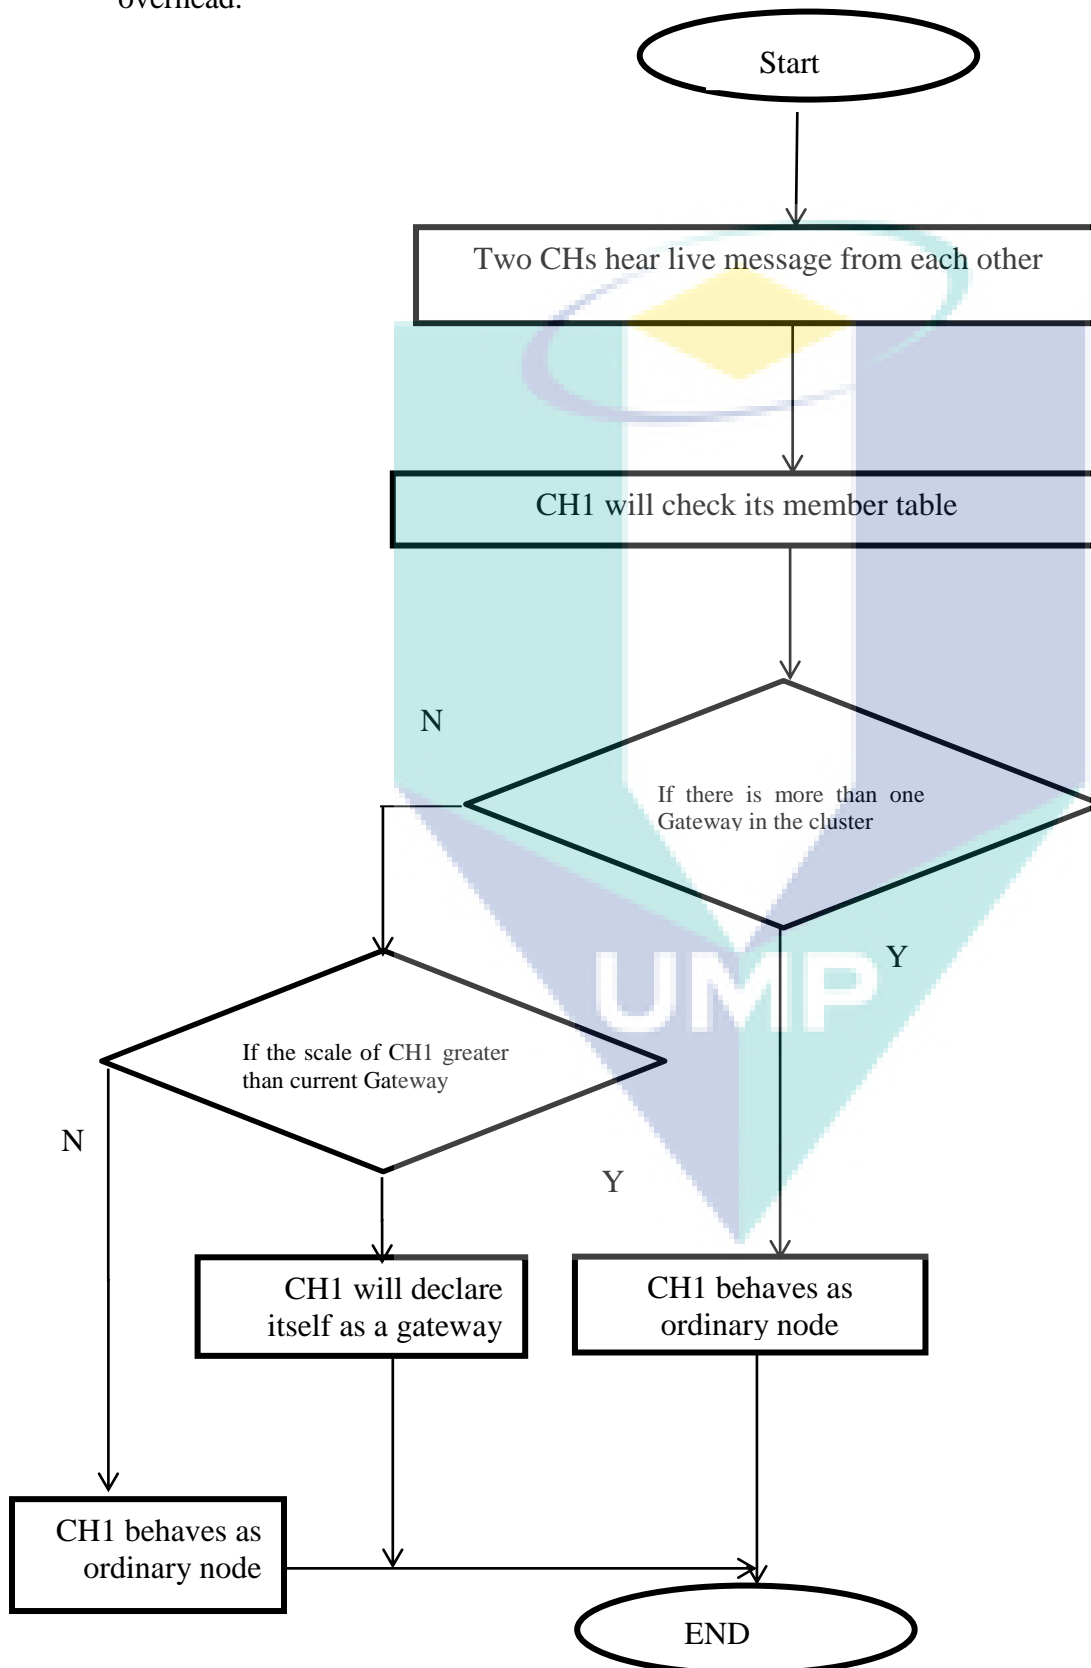 overhead.
Start
Two CHs hear live message from each other
CH1 will check its member table
N
If there is more than one
Gateway in the cluster
Y
UMP
If the scale of CH1 greater
than current Gateway
N
Y
CH1 will declare
itself as a gateway
CH1 behaves as
ordinary node
CH1 behaves as
ordinary node
END